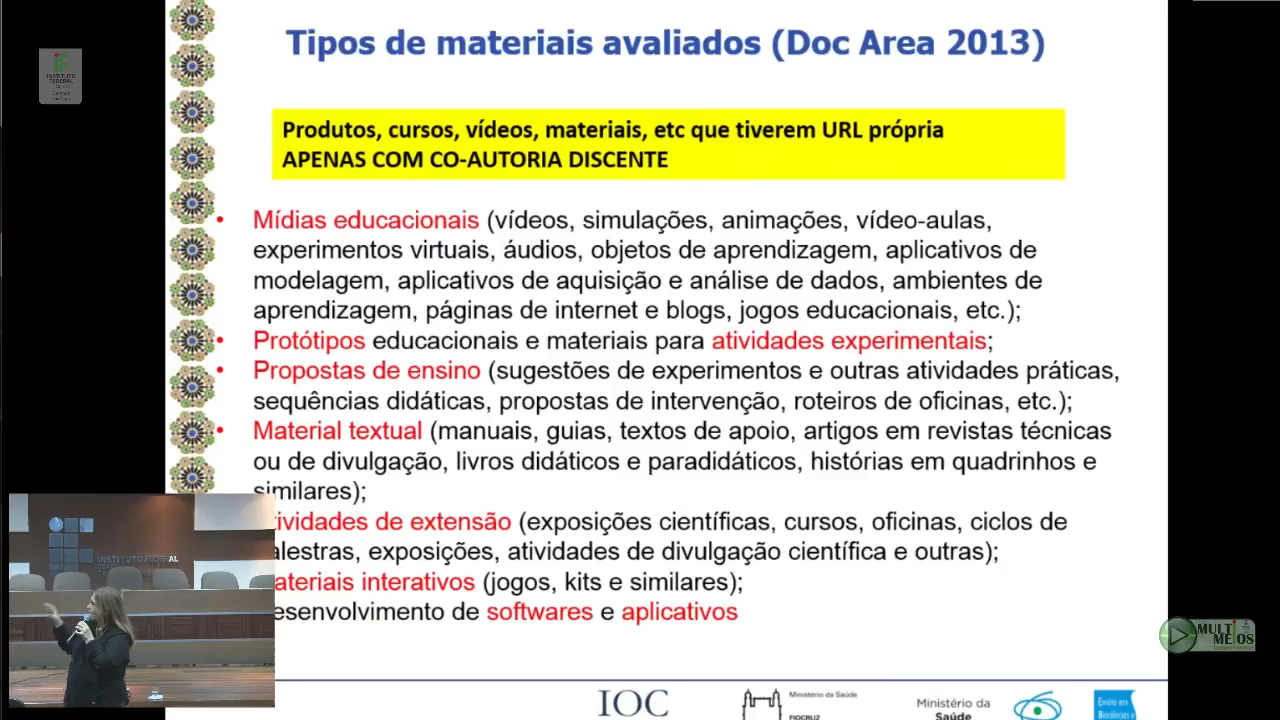 Tipos de materiais avaliados (Doc Area 2013)
INSTITUTO
FEDERAL
Produtos, cursos, vídeos, materiais, etc que tiverem URL própria
APENAS COM CO-AUTORIA DISCENTE
• Mídias educacionais (vídeos, simulações, animações, vídeo-aulas,
experimentos virtuais, áudios, objetos de aprendizagem, aplicativos de
modelagem, aplicativos de aquisição e análise de dados, ambientes de
aprendizagem, páginas de internet e blogs, jogos educacionais, etc.);
• Protótipos educacionais e materiais para atividades experimentais;
• Propostas de ensino (sugestões de experimentos e outras atividades práticas,
sequências didáticas, propostas de intervenção, roteiros de oficinas, etc.);
• Material textual (manuais, guias, textos de apoio, artigos em revistas técnicas
ou de divulgação, livros didáticos e paradidáticos, histórias em quadrinhos e
similares);
tividades de extensão (exposições científicas, cursos, oficinas, ciclos de
alestras, exposições, atividades de divulgação científica e outras);
ateriais interativos (jogos, kits e similares);
esenvolvimento de softwares e aplicativos
INSTITUTO FEDERAL
MULTIMEIOS
IOC
Ministério da Saúde
FIOCRUZ
Ministério da
Saúde
Ensino em
Biociências e